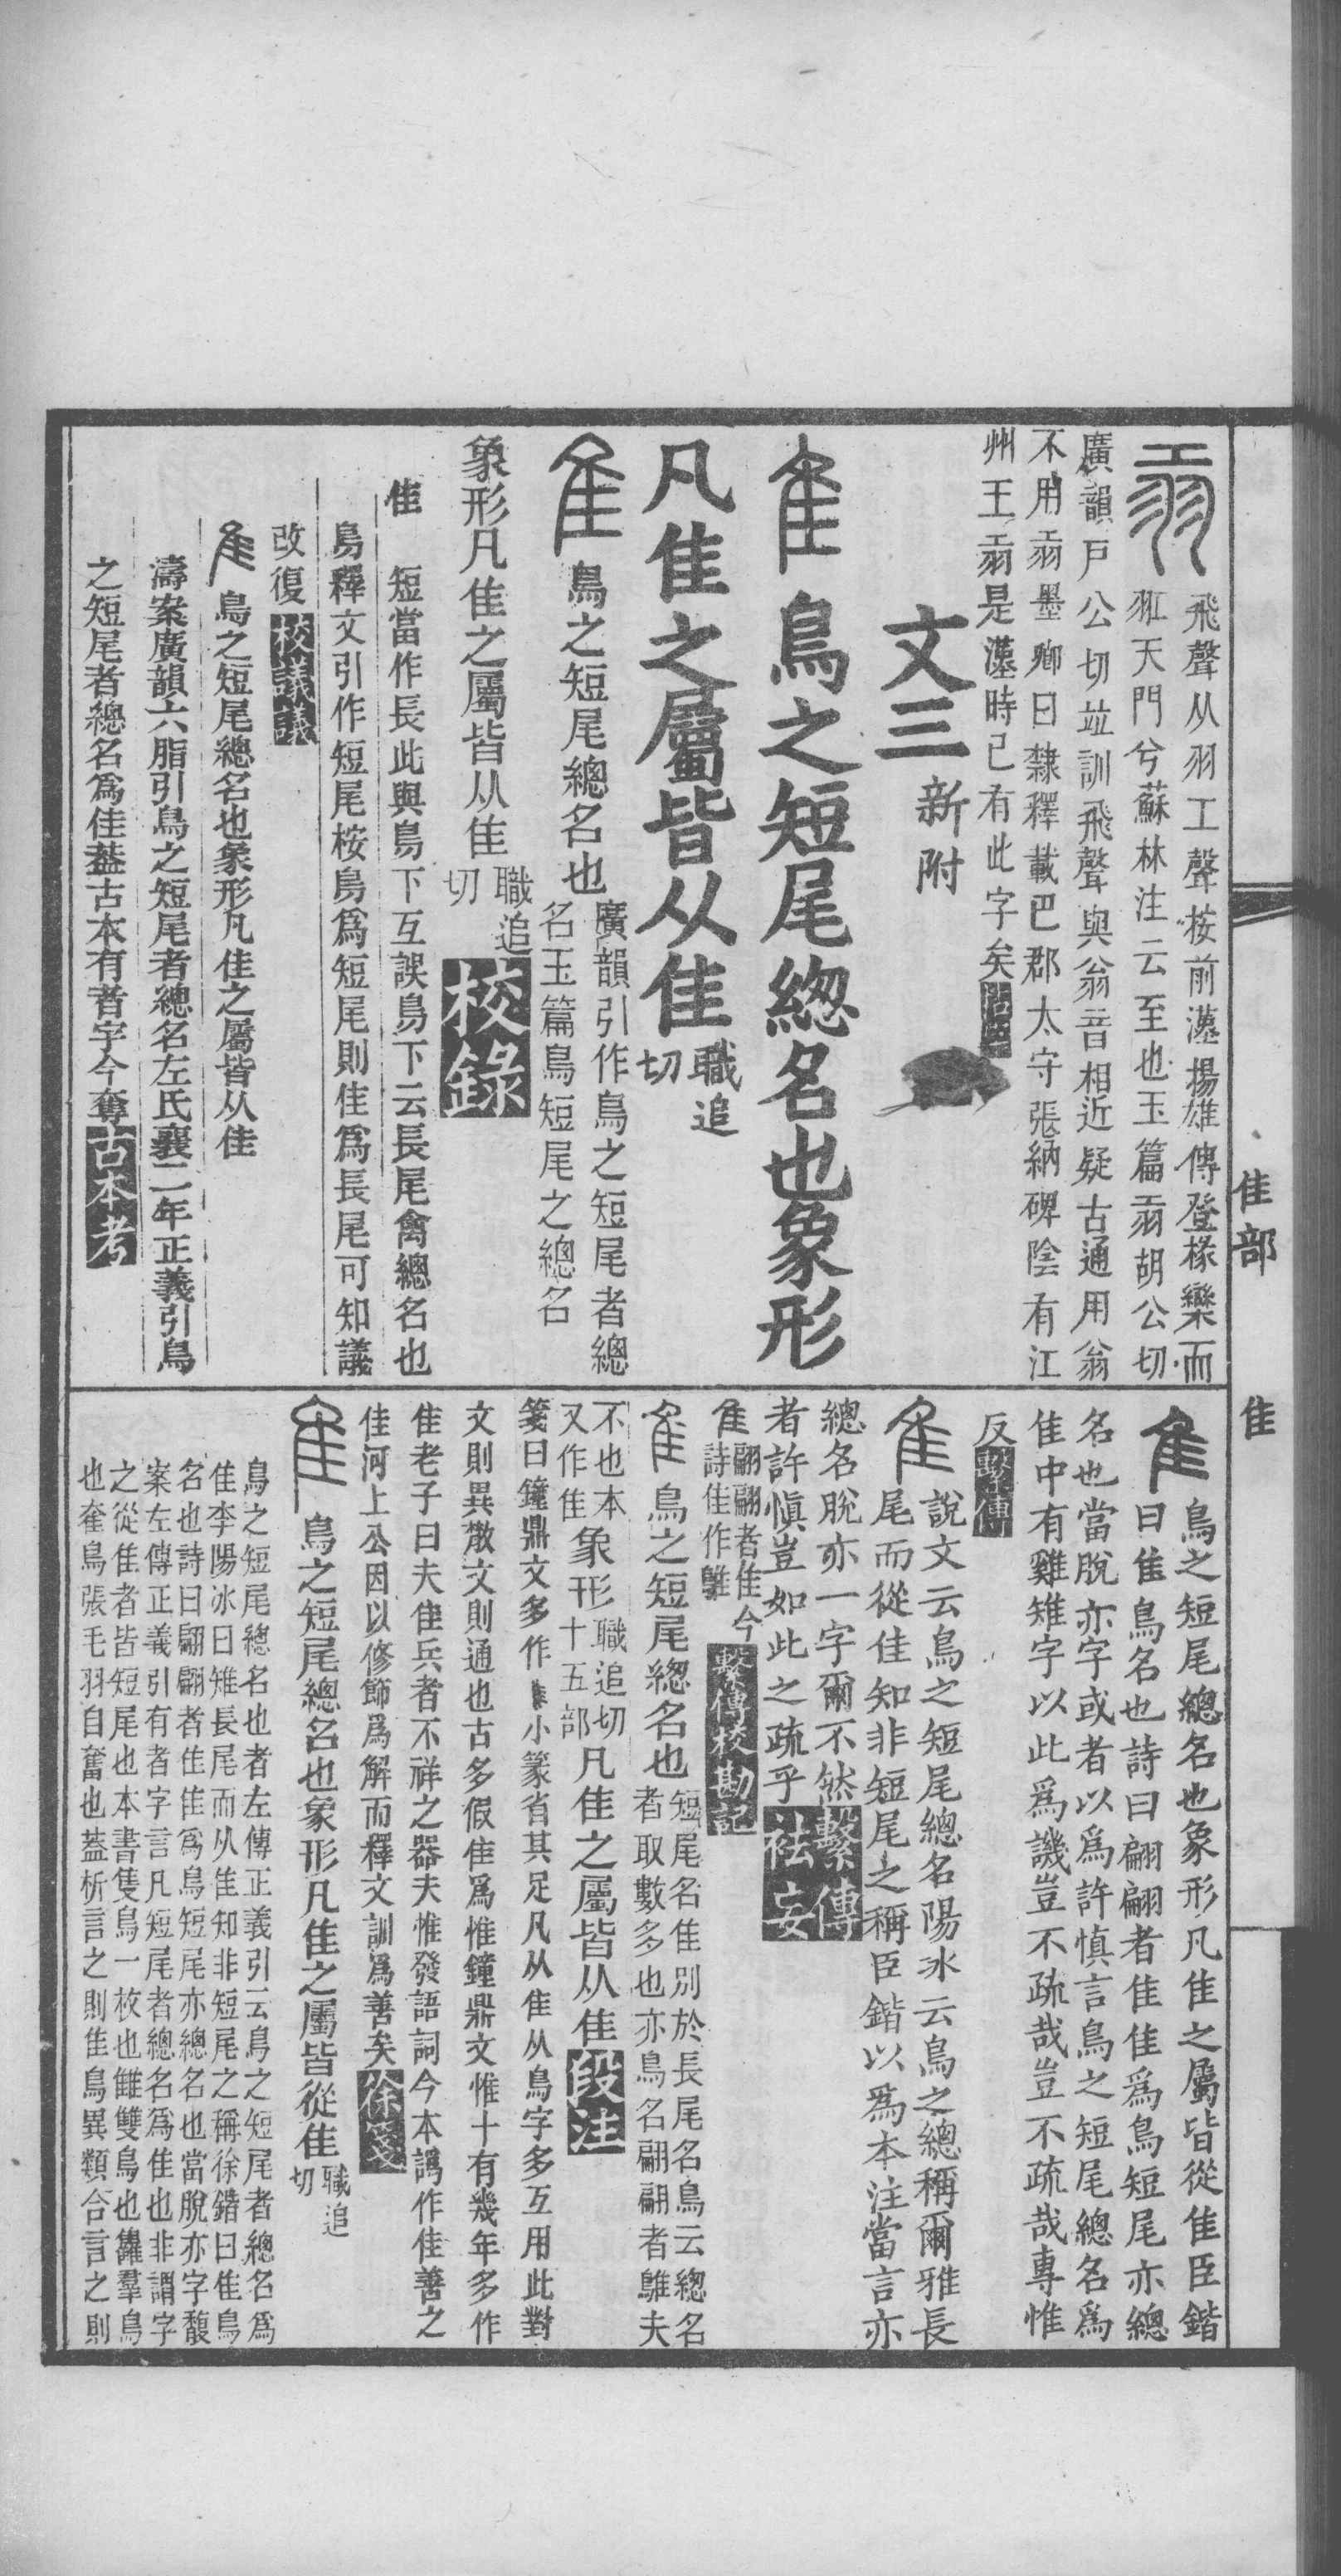 飛聲从羽工聲按前漢揚雄傳登椽欒而
羾天門兮蘇林注云至也玉篇翂胡公切
廣韻戶公切竝訓飛聲與翁音相近疑古通用翁
不用翂墨鄉曰隸釋載巴郡太守張納碑陰有江
州王翂是漢時已有此字矣
文三 新附
隹 鳥之短尾總名也象形
凡隹之屬皆从隹 職追
切
隹 鳥之短尾總名也 廣韻引作鳥之短尾者總
名玉篇鳥短尾之總名
象形凡隹之屬皆从隹 職追
切 校錄
隹 短當作長此與鳥下互誤鳥下云長尾禽總名也
鳥釋文引作短尾按鳥爲短尾則隹爲長尾可知議
改復 校議議
隹 鳥之短尾總名也象形凡隹之屬皆从隹
濤案廣韻六脂引鳥之短尾者總名左氏襄二年正義引鳥
之短尾者總名爲隹葢古本有者字今奪 古本考
隹 鳥之短尾總名也象形凡隹之屬皆從隹臣鍇
曰隹鳥名也詩曰翩翩者隹隹爲鳥短尾亦總
名也當脫亦字或者以爲許慎言鳥之短尾總名爲
隹中有雞雉字以此爲譏豈不疏哉豈不疏哉專惟
反 繫傳
隹 說文云鳥之短尾總名陽冰云鳥之總稱爾雅長
尾而從隹知非短尾之稱臣鍇以爲本注當言亦
總名脫亦一字爾不然 繫傳
者許愼豈如此之疏乎 祛妄
隹 翩翩者隹今
詩隹作鵻 繫傳校勘記
隹 鳥之短尾總名也 短尾名隹別於長尾名鳥云總名
者取數多也亦鳥名翩翩者鵻夫
不也本
又作隹 象形 職追切
十五部 凡隹之屬皆从隹 段注
箋曰鐘鼎文多作小篆省其足凡从隹从鳥字多互用此對
文則異散文則通也古多假隹爲惟鐘鼎文惟十有幾年多作
隹老子曰夫隹兵者不祥之器夫惟發語詞今本譌作佳善之
佳河上公因以修飾爲解而釋文訓爲善矣 徐箋
隹 鳥之短尾總名也象形凡隹之屬皆從隹 職追
切
鳥之短尾總名也者左傳正義引云鳥之短尾者總名爲
隹李陽冰曰雉長尾而从隹知非短尾之稱徐鍇曰隹鳥
名也詩曰翩翩者隹隹爲鳥短尾亦總名也當脫亦字馥
案左傳正義引有者字言凡短尾者總名爲隹也非謂字
之從隹者皆短尾也本書隻鳥一枚也雔雙鳥也雥羣鳥
也奞鳥張毛羽自奮也葢析言之則隹鳥異類合言之則
隹部
隹